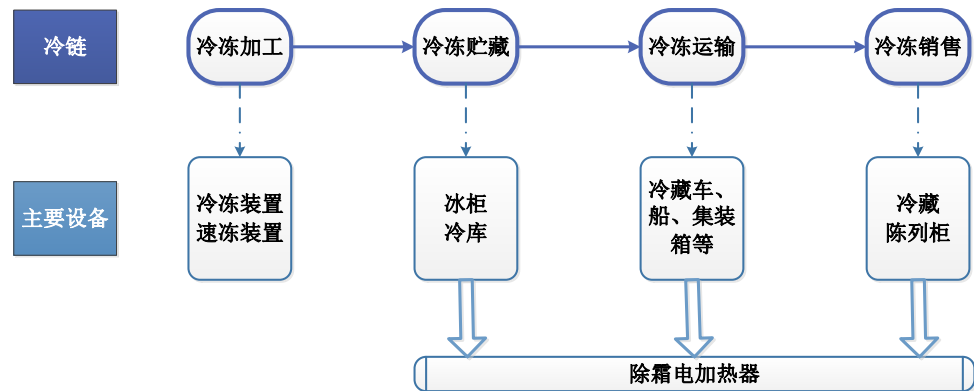 冷链
冷冻加工
冷冻贮藏
冷冻运输
冷冻销售
主要设备
冷冻装置
速冻装置
冰柜
冷库
冷藏车、
船、集装
箱等
冷藏
陈列柜
除霜电加热器